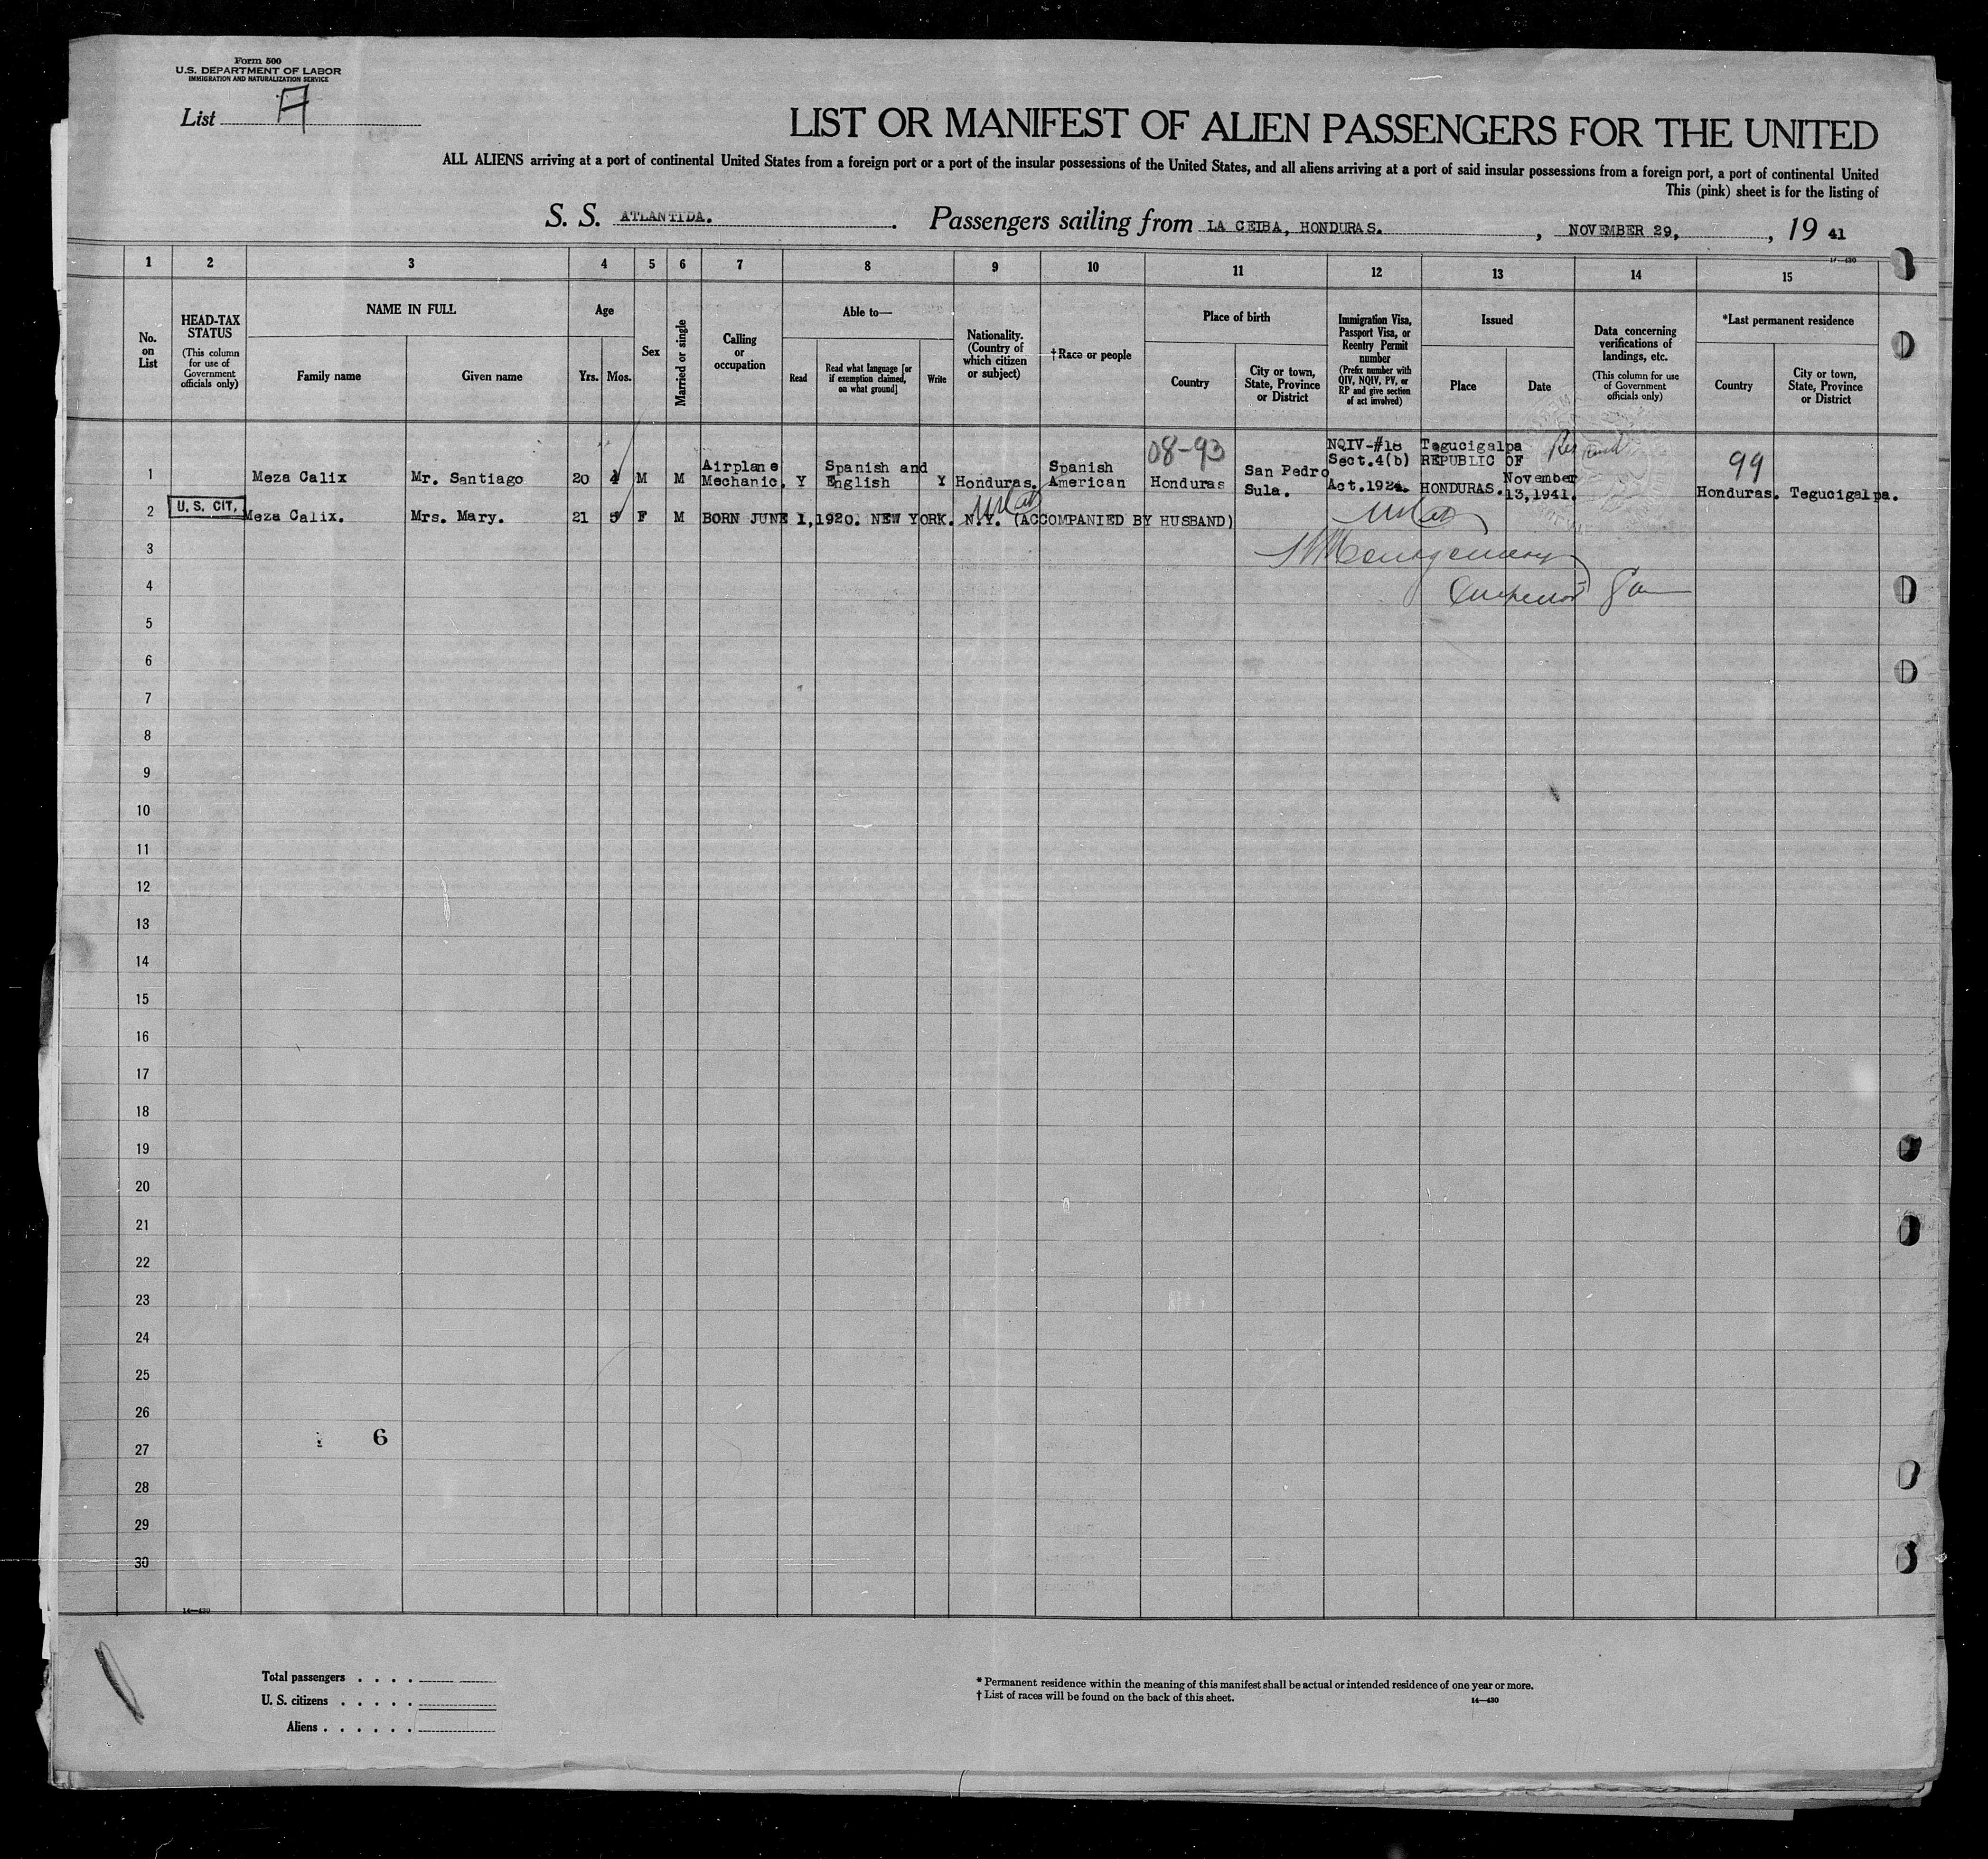 Form 500
U.S. DEPARTMENT OF LABOR
IMMIGRATION AND NATURALIZATION SERVICE
List A
LIST OR MANIFEST OF ALIEN PASSENGERS FOR THE UNITED
ALL ALIENS arriving at a port of continental United States from a foreign port or a port of the insular possessions of the United States, and all aliens arriving at a port of said insular possessions from a foreign port, a port of continental United
This (pink) sheet is for the listing of
S. S. ATLANTIDA. Passengers sailing from LA CEIBA, HONDURAS. , NOVEMBER 29, , 19 41
1 2 3 4 5 6 7 8 9 10 11 12 13 14 15
No. on List
HEAD-TAX STATUS
(This column for use of Government officials only)
NAME IN FULL
Family name
Given name
Age
Yrs. Mos.
Sex
Married or single
Calling or occupation
Able to—
Read
Read what language [or if exemption claimed, on what ground]
Write
Nationality. (Country of which citizen or subject)
†Race or people
Place of birth
Country
City or town, State, Province or District
Immigration Visa, Passport Visa, or Reentry Permit number
(Prefix number with QIV, NQIV, PV, or RP and give section of act involved)
Issued
Place
Date
Data concerning verifications of landings, etc.
(This column for use of Government officials only)
*Last permanent residence
Country
City or town, State, Province or District
1 Meza Calix Mr. Santiago 20 4 M M Airplane Mechanic. Y Spanish and English Y Honduras. Spanish American 08-93 Honduras San Pedro Sula. NQIV-#18 Sect.4(b) Act.1924. Tegucigalpa REPUBLIC OF HONDURAS. November 13,1941. 99 Honduras. Tegucigalpa.
2 U. S. CIT. Meza Calix. Mrs. Mary. 21 5 F M BORN JUNE 1,1920. NEW YORK. N.Y. (ACCOMPANIED BY HUSBAND)
3
4
5
6
7
8
9
10
11
12
13
14
15
16
17
18
19
20
21
22
23
24
25
26
6
27
28
29
30
14—430
Total passengers . . . .
U. S. citizens . . . . .
Aliens . . . . . .
* Permanent residence within the meaning of this manifest shall be actual or intended residence of one year or more.
† List of races will be found on the back of this sheet.
14—430